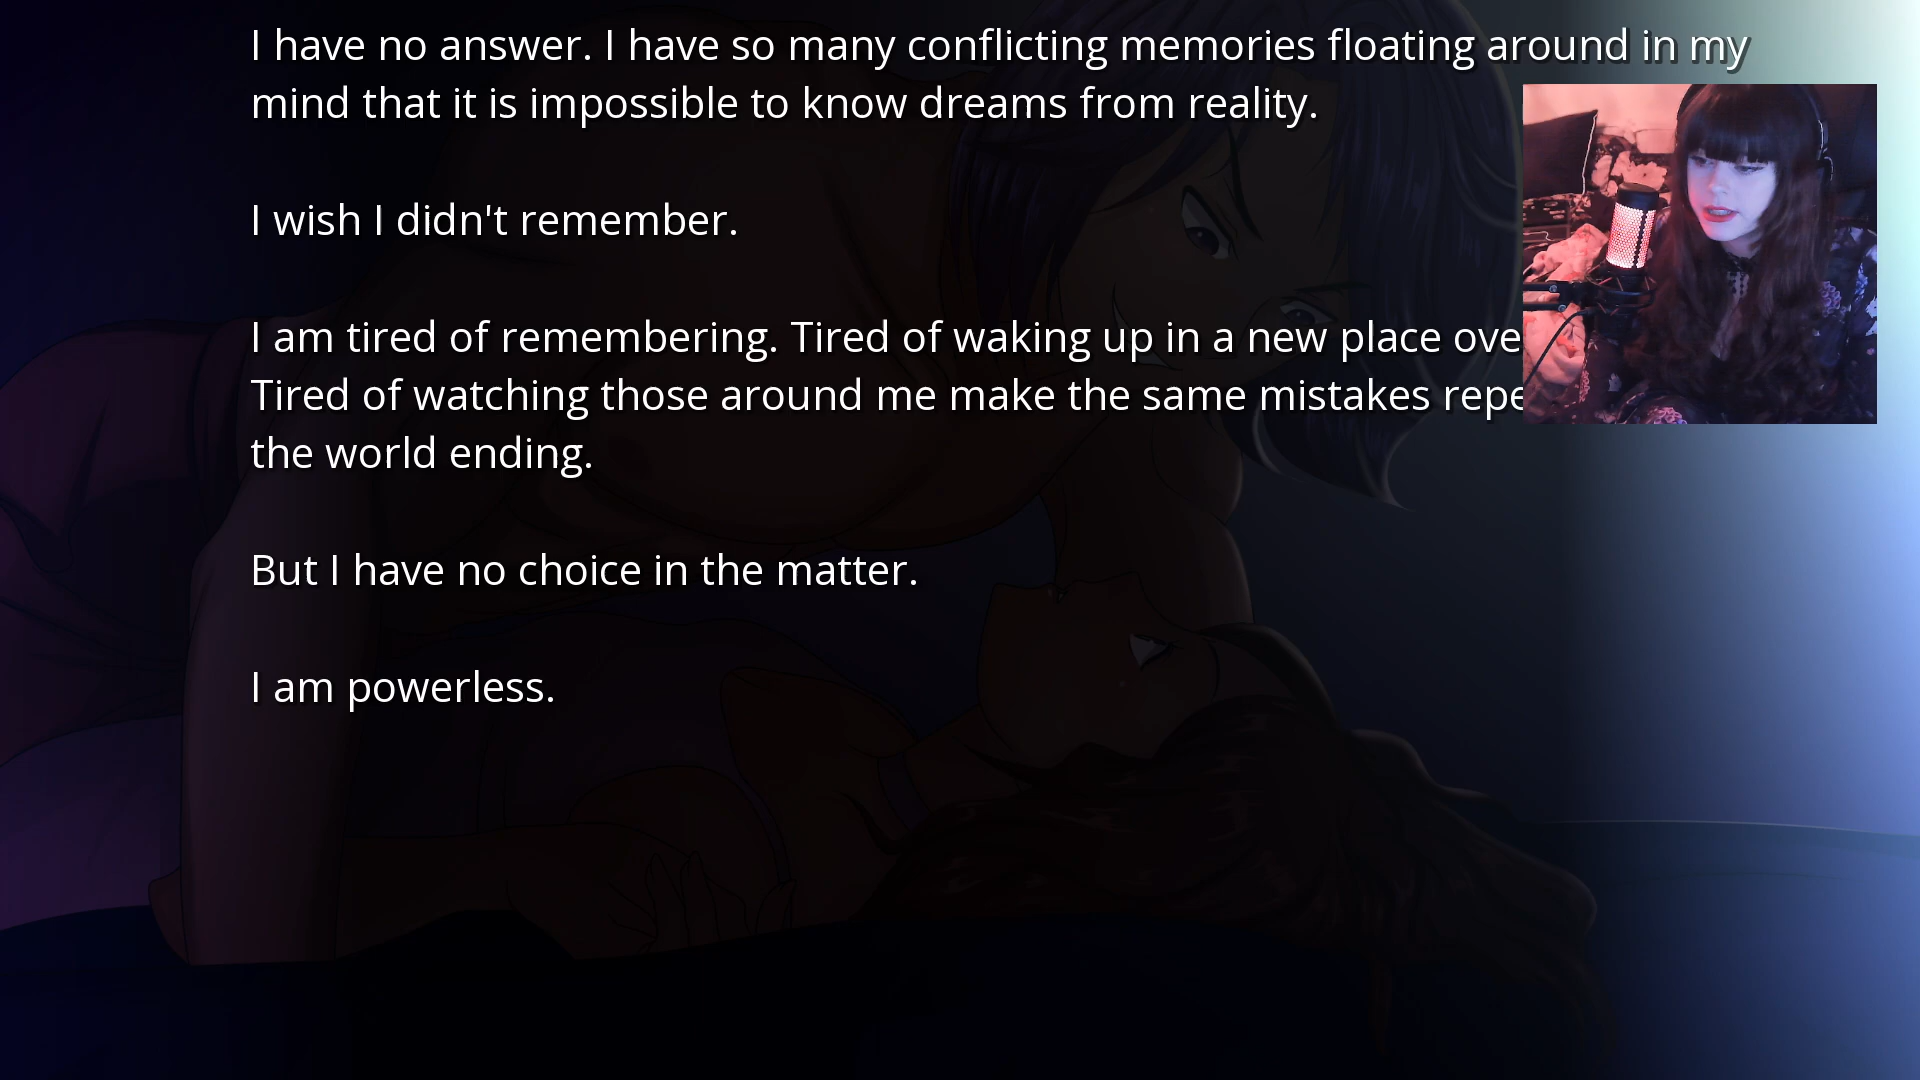 I have no answer. I have so many conflicting memories floating around in my
mind that it is impossible to know dreams from reality.
I wish I didn't remember.
I am tired of remembering. Tired of waking up in a new place
Tired of watching those around me make the same mistakes
the world ending.
But I have no choice in the matter.
I am powerless.